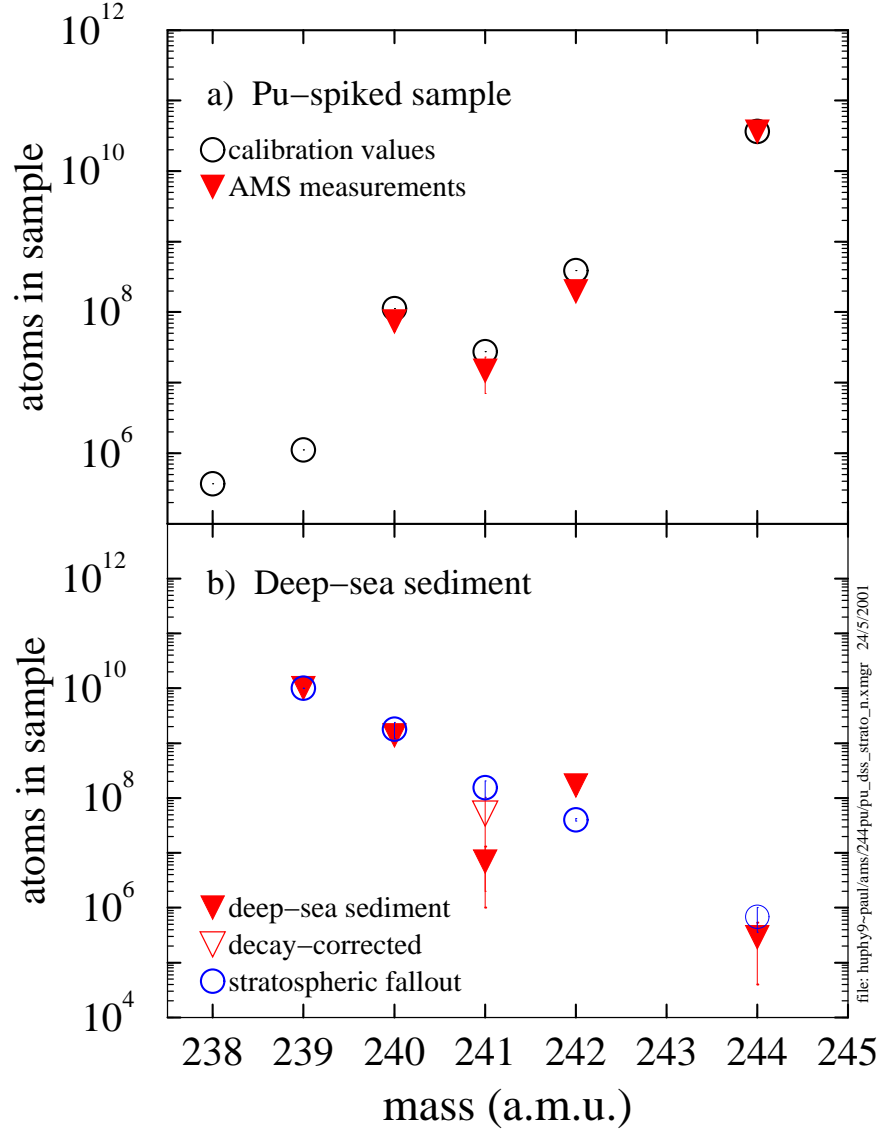 10^12
a) Pu−spiked sample
calibration values
AMS measurements
10^10
10^8
10^6
atoms in sample
b) Deep−sea sediment
10^12
10^10
10^8
10^6
10^4
atoms in sample
deep−sea sediment
decay−corrected
stratospheric fallout
238 239 240 241 242 243 244 245
mass (a.m.u.)
file: huphy9~paul/ams/244pu/pu_dss_strato_n.xmgr 24/5/2001